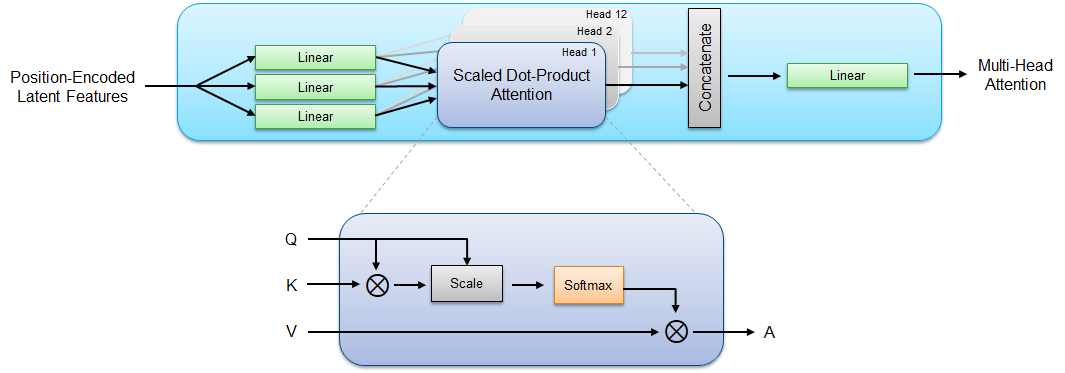 Head 12
Head 2
Head 1
Position-Encoded
Latent Features
Linear
Linear
Linear
Scaled Dot-Product
Attention
Concatenate
Linear
Multi-Head
Attention
Q
K
Scale
Softmax
V
A